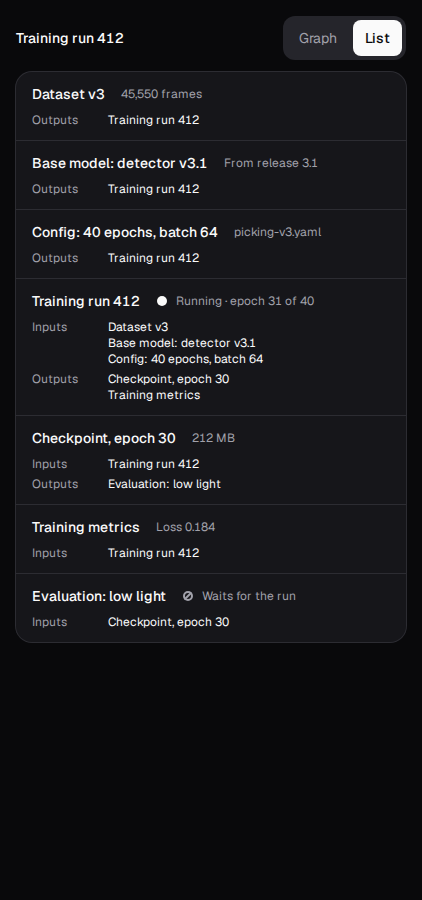 Training run 412
Graph
List
Dataset v3 45,550 frames
Outputs Training run 412
Base model: detector v3.1 From release 3.1
Outputs Training run 412
Config: 40 epochs, batch 64 picking-v3.yaml
Outputs Training run 412
Training run 412 Running · epoch 31 of 40
Inputs Dataset v3
Base model: detector v3.1
Config: 40 epochs, batch 64
Outputs Checkpoint, epoch 30
Training metrics
Checkpoint, epoch 30 212 MB
Inputs Training run 412
Outputs Evaluation: low light
Training metrics Loss 0.184
Inputs Training run 412
Evaluation: low light Waits for the run
Inputs Checkpoint, epoch 30